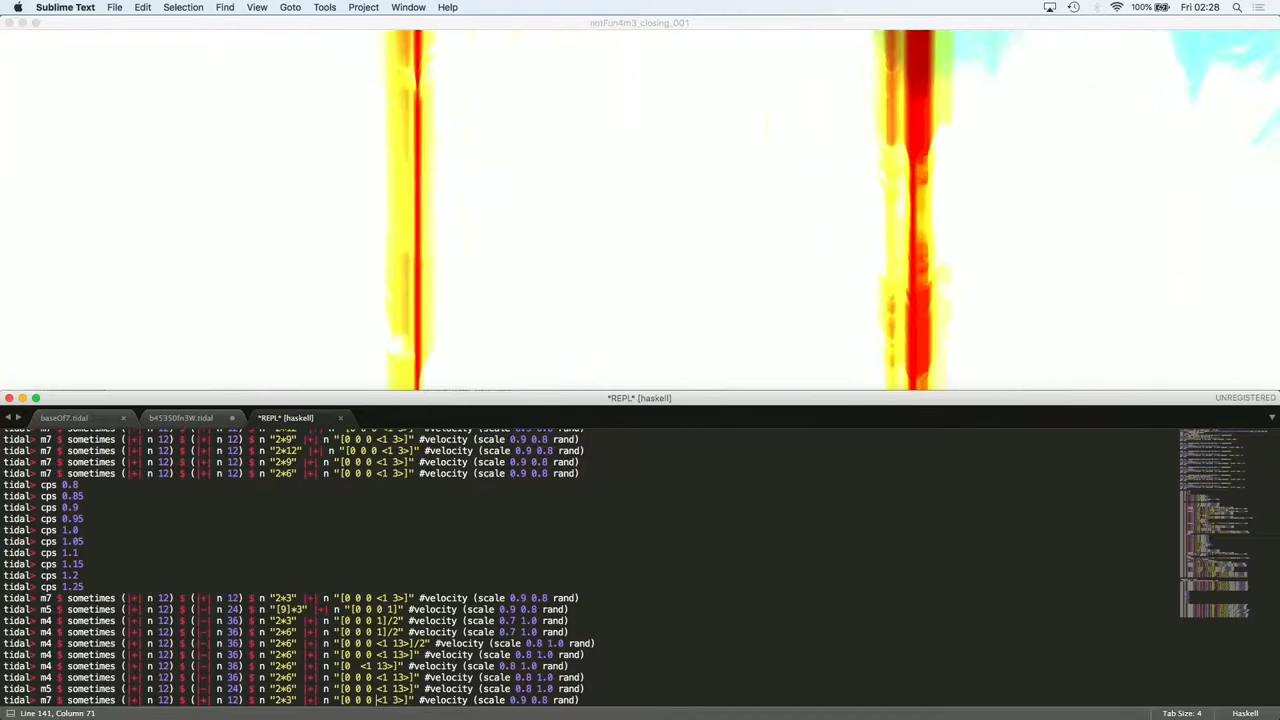 Sublime Text File Edit Selection Find View Goto Tools Project Window Help 100% Fri 02:28
notFun4m3_closing_001
*REPL* [haskell] UNREGISTERED
baseOf7.tidal b45350fn3W.tidal *REPL* [haskell]
tidal> m7 $ sometimes (|+| n 12) $ (|+| n 12) $ n "2*9" |+| n "[0 0 0 <1 3>]" #velocity (scale 0.9 0.8 rand)
tidal> m7 $ sometimes (|+| n 12) $ (|+| n 12) $ n "2*12" |+| n "[0 0 0 <1 3>]" #velocity (scale 0.9 0.8 rand)
tidal> m7 $ sometimes (|+| n 12) $ (|+| n 12) $ n "2*9" |+| n "[0 0 0 <1 3>]" #velocity (scale 0.9 0.8 rand)
tidal> m7 $ sometimes (|+| n 12) $ (|+| n 12) $ n "2*6" |+| n "[0 0 0 <1 3>]" #velocity (scale 0.9 0.8 rand)
tidal> cps 0.8
tidal> cps 0.85
tidal> cps 0.9
tidal> cps 0.95
tidal> cps 1.0
tidal> cps 1.05
tidal> cps 1.1
tidal> cps 1.15
tidal> cps 1.2
tidal> cps 1.25
tidal> m7 $ sometimes (|+| n 12) $ (|+| n 12) $ n "2*3" |+| n "[0 0 0 <1 3>]" #velocity (scale 0.9 0.8 rand)
tidal> m5 $ sometimes (|+| n 12) $ (|-| n 24) $ n "[9]*3" |+| n "[0 0 0 1]" #velocity (scale 0.9 0.8 rand)
tidal> m4 $ sometimes (|+| n 12) $ (|-| n 36) $ n "2*3" |+| n "[0 0 0 1]/2" #velocity (scale 0.7 1.0 rand)
tidal> m4 $ sometimes (|+| n 12) $ (|-| n 36) $ n "2*6" |+| n "[0 0 0 1]/2" #velocity (scale 0.7 1.0 rand)
tidal> m4 $ sometimes (|+| n 12) $ (|-| n 36) $ n "2*6" |+| n "[0 0 0 <1 13>]/2" #velocity (scale 0.8 1.0 rand)
tidal> m4 $ sometimes (|+| n 12) $ (|-| n 36) $ n "2*6" |+| n "[0 0 0 <1 13>]" #velocity (scale 0.8 1.0 rand)
tidal> m4 $ sometimes (|+| n 12) $ (|-| n 36) $ n "2*6" |+| n "[0  <1 13>]" #velocity (scale 0.8 1.0 rand)
tidal> m4 $ sometimes (|+| n 12) $ (|-| n 36) $ n "2*6" |+| n "[0 0 0 <1 13>]" #velocity (scale 0.8 1.0 rand)
tidal> m5 $ sometimes (|+| n 12) $ (|-| n 24) $ n "2*6" |+| n "[0 0 0 <1 13>]" #velocity (scale 0.8 1.0 rand)
tidal> m7 $ sometimes (|+| n 12) $ (|+| n 12) $ n "2*3" |+| n "[0 0 0 <1 3>]" #velocity (scale 0.9 0.8 rand)
Line 141, Column 71 Tab Size: 4 Haskell